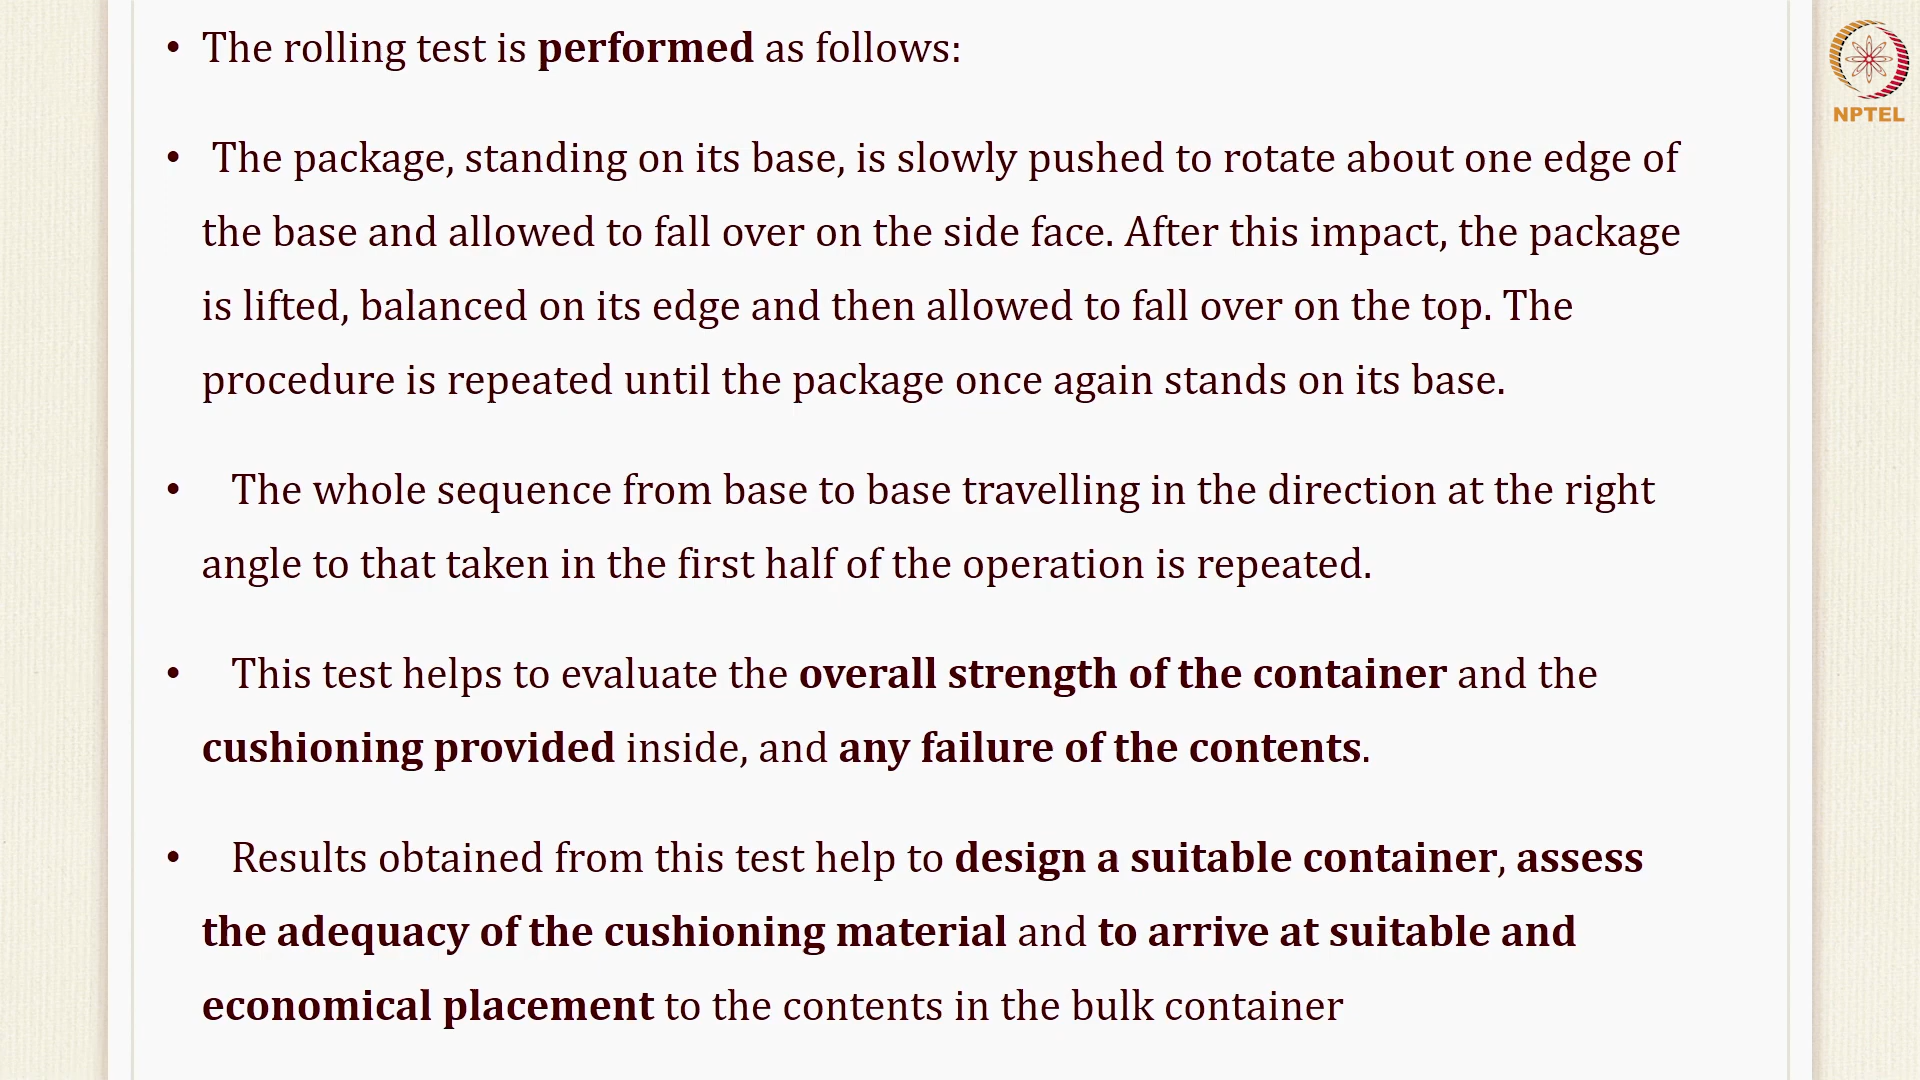 • The rolling test is performed as follows:
• The package, standing on its base, is slowly pushed to rotate about one edge of
the base and allowed to fall over on the side face. After this impact, the package
is lifted, balanced on its edge and then allowed to fall over on the top. The
procedure is repeated until the package once again stands on its base.
• The whole sequence from base to base travelling in the direction at the right
angle to that taken in the first half of the operation is repeated.
• This test helps to evaluate the overall strength of the container and the
cushioning provided inside, and any failure of the contents.
• Results obtained from this test help to design a suitable container, assess
the adequacy of the cushioning material and to arrive at suitable and
economical placement to the contents in the bulk container
NPTEL